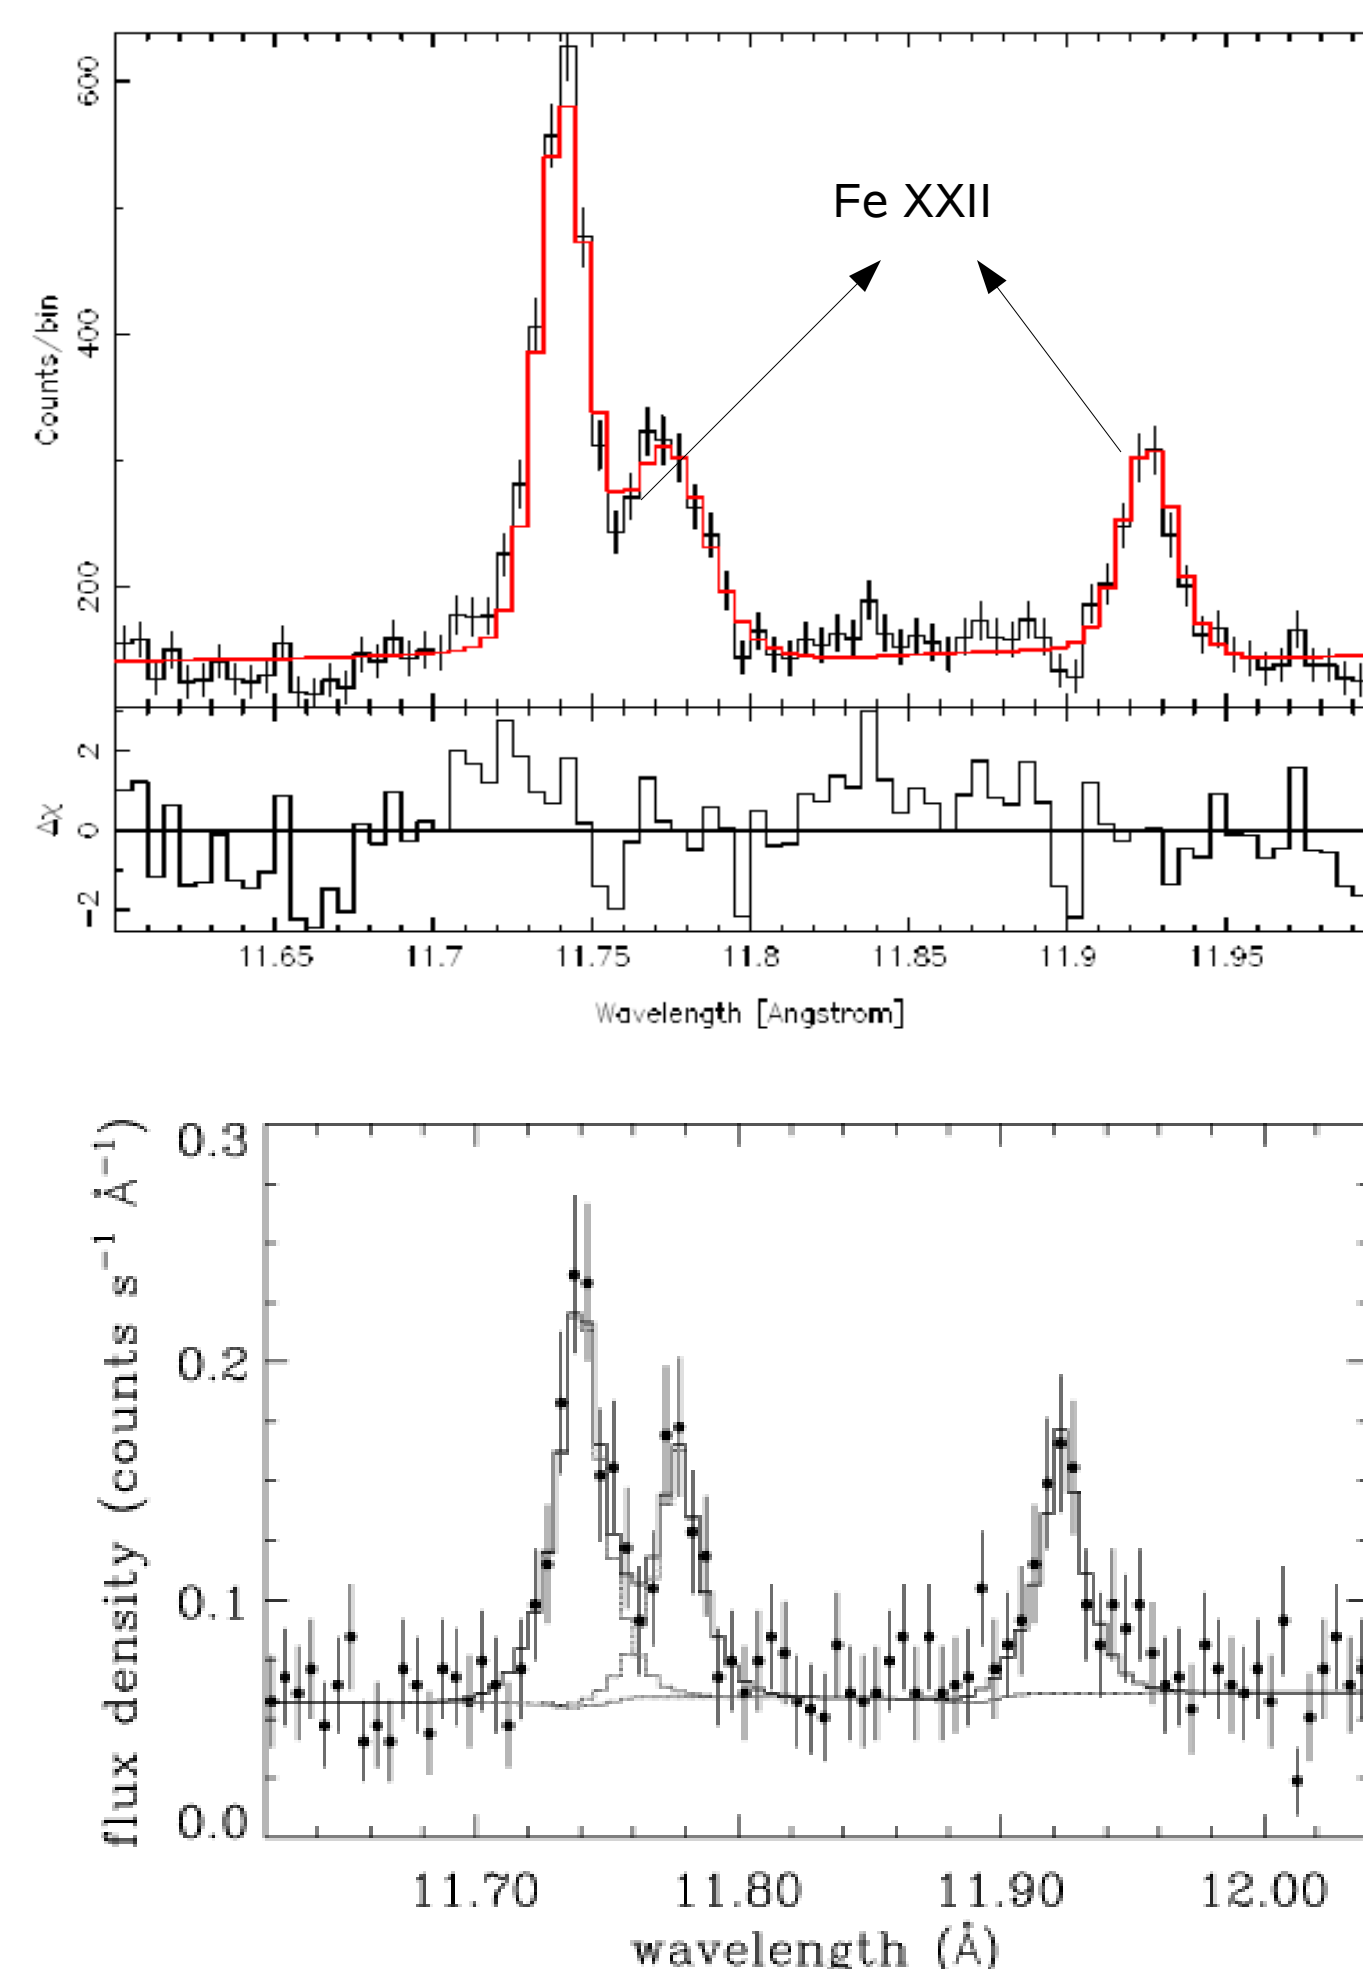 600
Fe XXII
400
Counts/bin
200
2
Δχ
0
-2
11.65 11.7 11.75 11.8 11.85 11.9 11.95
Wavelength [Angstrom]
0.3
0.2
flux density (counts s⁻¹ Å⁻¹)
0.1
0.0
11.70 11.80 11.90 12.00
wavelength (Å)